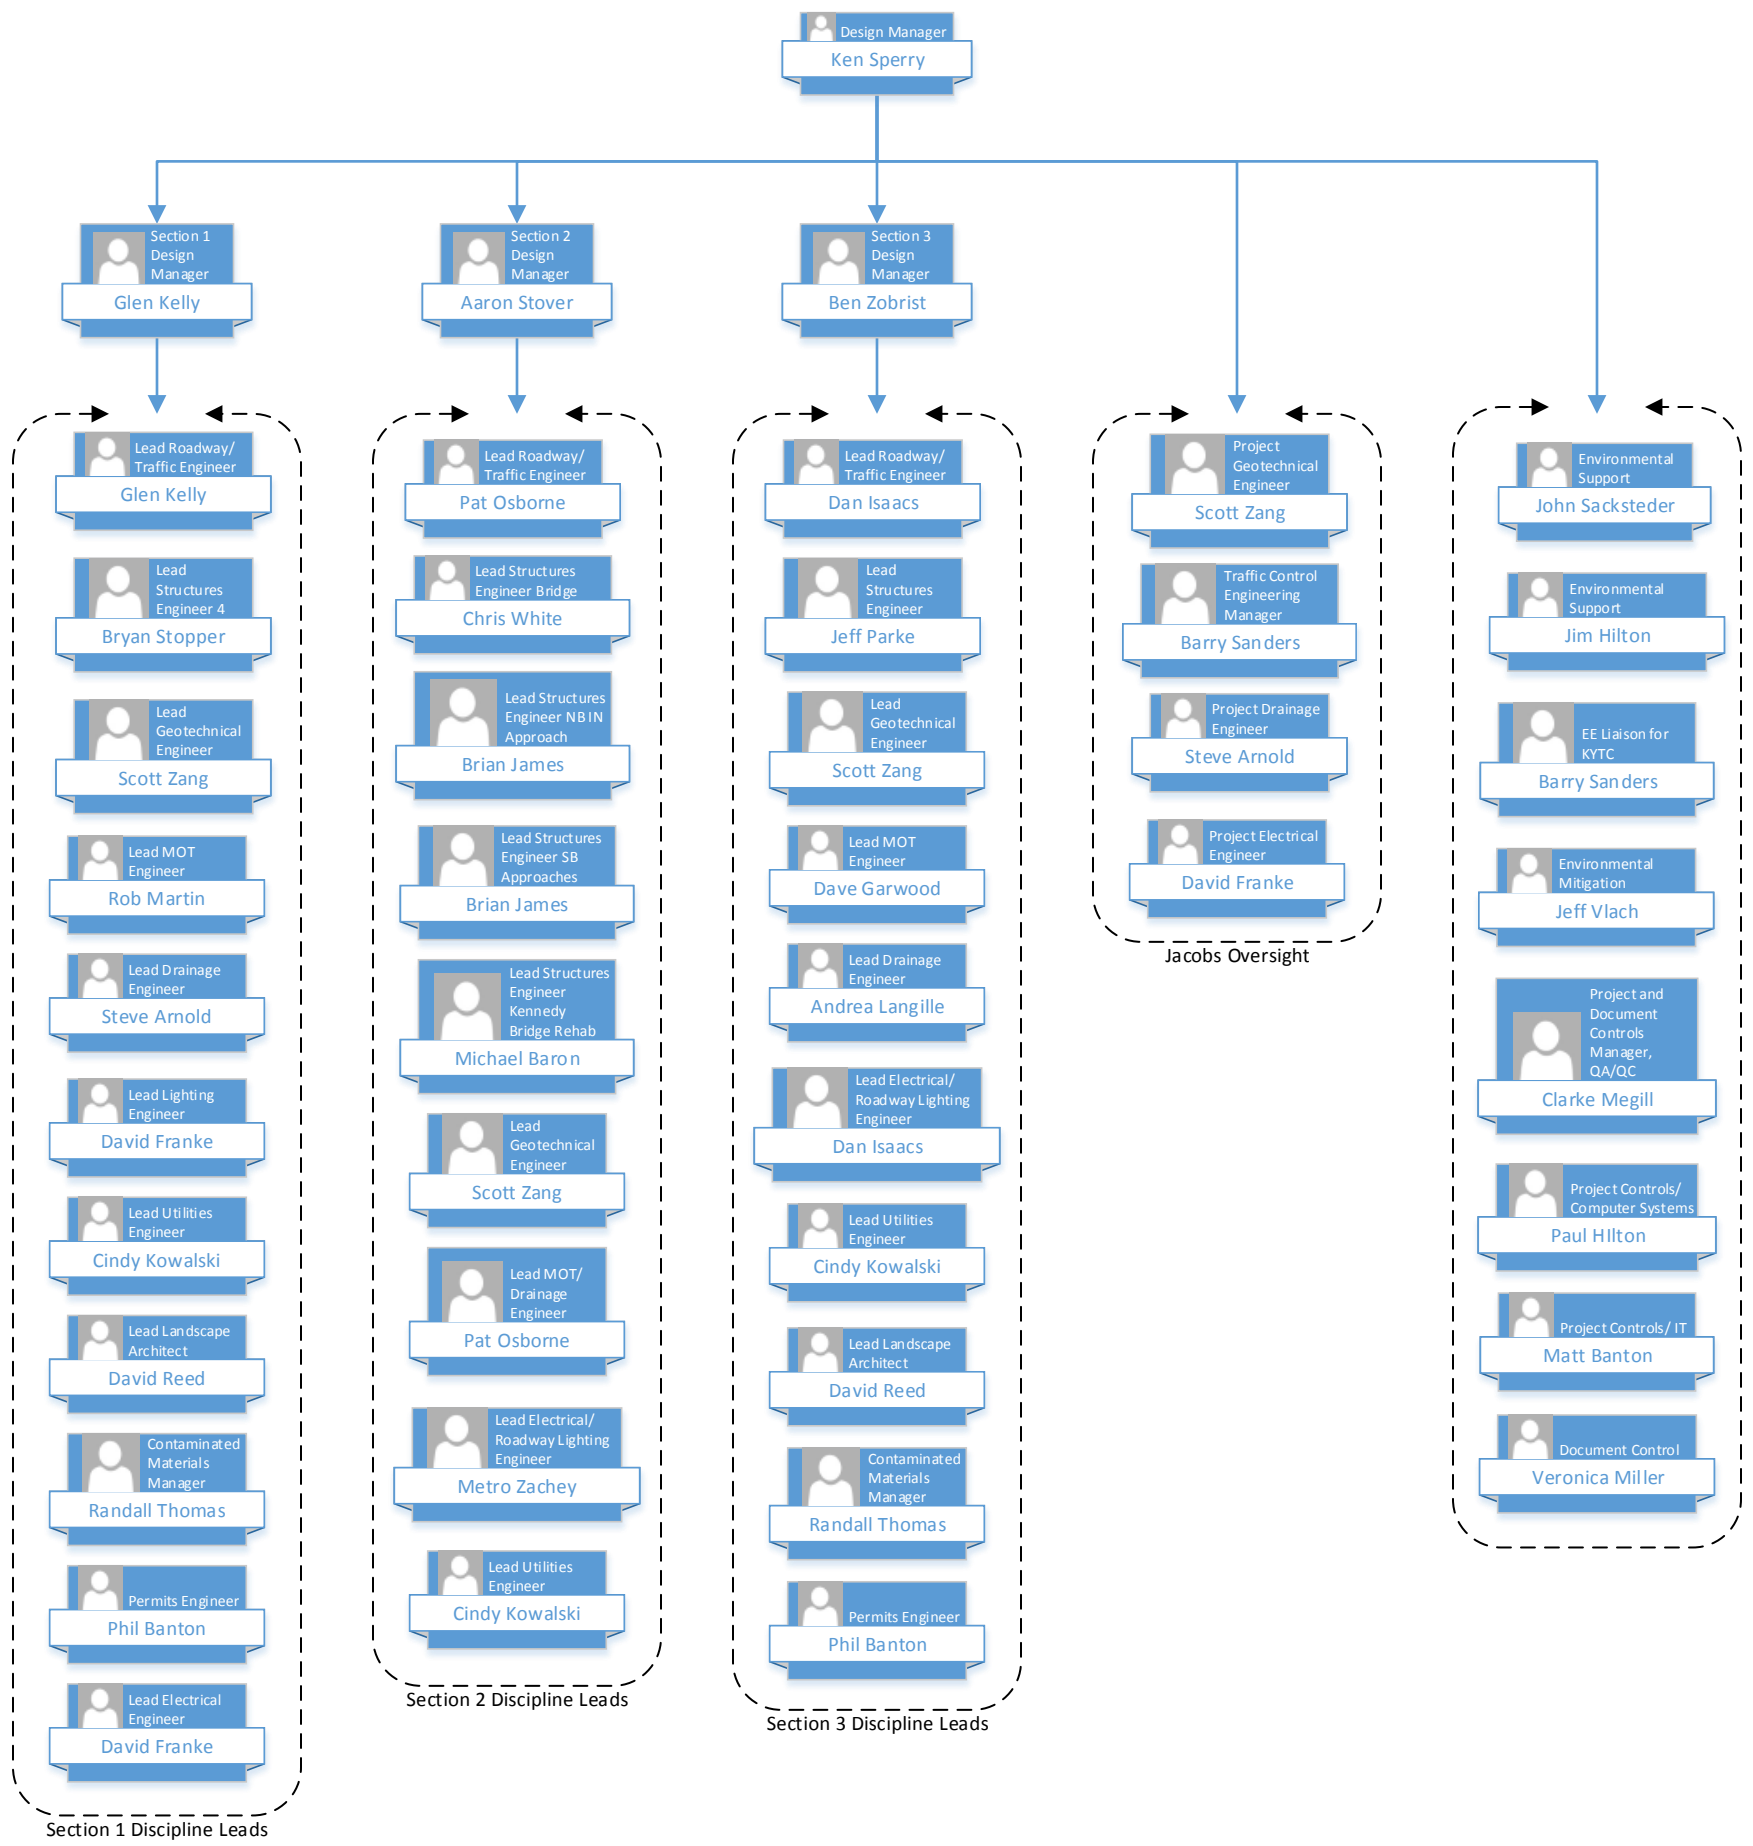 Design Manager
Ken Sperry
Section 1
Design
Manager
Glen Kelly
Section 2
Design
Manager
Aaron Stover
Section 3
Design
Manager
Ben Zobrist
Lead Roadway/
Traffic Engineer
Glen Kelly
Lead
Structures
Engineer 4
Bryan Stopper
Lead
Geotechnical
Engineer
Scott Zang
Lead MOT
Engineer
Rob Martin
Lead Drainage
Engineer
Steve Arnold
Lead Lighting
Engineer
David Franke
Lead Utilities
Engineer
Cindy Kowalski
Lead Landscape
Architect
David Reed
Contaminated
Materials
Manager
Randall Thomas
Permits Engineer
Phil Banton
Lead Electrical
Engineer
David Franke
Section 1 Discipline Leads
Lead Roadway/
Traffic Engineer
Pat Osborne
Lead Structures
Engineer Bridge
Chris White
Lead Structures
Engineer NB IN
Approach
Brian James
Lead Structures
Engineer SB
Approaches
Brian James
Lead Structures
Engineer
Kennedy
Bridge Rehab
Michael Baron
Lead
Geotechnical
Engineer
Scott Zang
Lead MOT/
Drainage
Engineer
Pat Osborne
Lead Electrical/
Roadway Lighting
Engineer
Metro Zachey
Lead Utilities
Engineer
Cindy Kowalski
Section 2 Discipline Leads
Lead Roadway/
Traffic Engineer
Dan Isaacs
Lead
Structures
Engineer
Jeff Parke
Lead
Geotechnical
Engineer
Scott Zang
Lead MOT
Engineer
Dave Garwood
Lead Drainage
Engineer
Andrea Langille
Lead Electrical/
Roadway Lighting
Engineer
Dan Isaacs
Lead Utilities
Engineer
Cindy Kowalski
Lead Landscape
Architect
David Reed
Contaminated
Materials
Manager
Randall Thomas
Permits Engineer
Phil Banton
Section 3 Discipline Leads
Project
Geotechnical
Engineer
Scott Zang
Traffic Control
Engineering
Manager
Barry Sanders
Project Drainage
Engineer
Steve Arnold
Project Electrical
Engineer
David Franke
Jacobs Oversight
Environmental
Support
John Sacksteder
Environmental
Support
Jim Hilton
EE Liaison for
KYTC
Barry Sanders
Environmental
Mitigation
Jeff Vlach
Project and
Document
Controls
Manager,
QA/QC
Clarke Megill
Project Controls/
Computer Systems
Paul HIlton
Project Controls/ IT
Matt Banton
Document Control
Veronica Miller